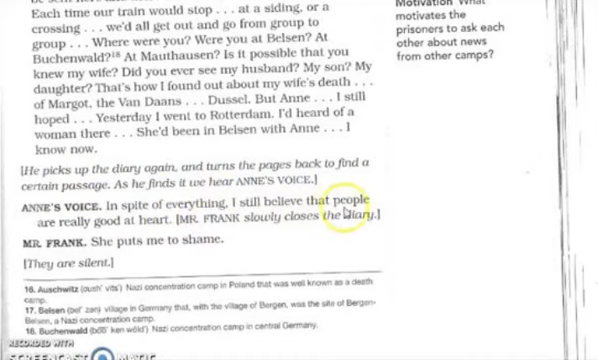 Each time our train would stop . . . at a siding, or a
crossing . . . we'd all get out and go from group to
group . . . Where were you? Were you at Belsen? At
Buchenwald?¹⁸ At Mauthausen? Is it possible that you
knew my wife? Did you ever see my husband? My son? My
daughter? That's how I found out about my wife's death . . .
of Margot, the Van Daans . . . Dussel. But Anne . . . I still
hoped . . . Yesterday I went to Rotterdam. I'd heard of a
woman there . . . She'd been in Belsen with Anne . . . I
know now.
[He picks up the diary again, and turns the pages back to find a
certain passage. As he finds it we hear ANNE'S VOICE.]
ANNE'S VOICE. In spite of everything, I still believe that people
are really good at heart. [MR. FRANK slowly closes the diary.]
MR. FRANK. She puts me to shame.
[They are silent.]
16. Auschwitz (oush' vits') Nazi concentration camp in Poland that was well known as a death
camp.
17. Belsen (bel' zən) village in Germany that, with the village of Bergen, was the site of Bergen-
Belsen, a Nazi concentration camp.
18. Buchenwald (bo͞o' ken wôld') Nazi concentration camp in central Germany.
Motivation What
motivates the
prisoners to ask each
other about news
from other camps?
RECORDED WITH
SCREENCAST MATIC